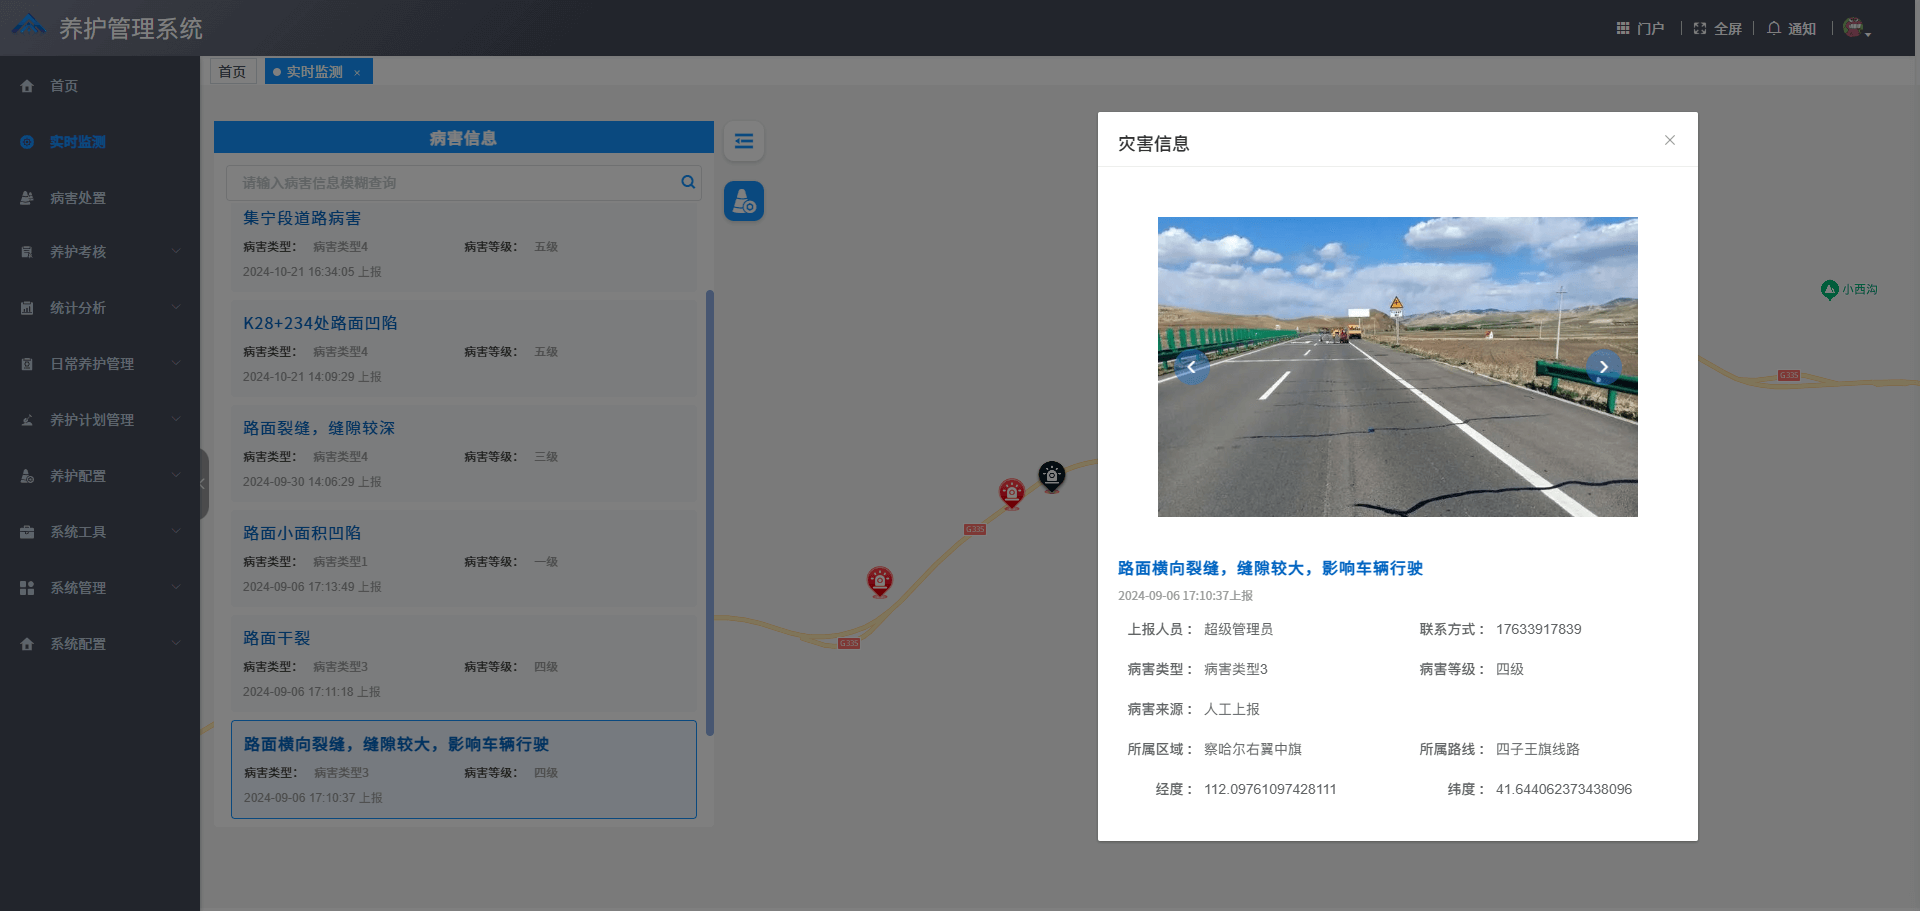 养护管理系统
门户
全屏
通知
首页
实时监测
病害处置
养护考核
统计分析
日常养护管理
养护计划管理
养护配置
系统工具
系统管理
系统配置
首页
实时监测 ×
病害信息
请输入病害信息模糊查询
集宁段道路病害
病害类型： 病害类型4 病害等级： 五级
2024-10-21 16:34:05 上报
K28+234处路面凹陷
病害类型： 病害类型4 病害等级： 五级
2024-10-21 14:09:29 上报
路面裂缝，缝隙较深
病害类型： 病害类型4 病害等级： 三级
2024-09-30 14:06:29 上报
路面小面积凹陷
病害类型： 病害类型1 病害等级： 一级
2024-09-06 17:13:49 上报
路面干裂
病害类型： 病害类型3 病害等级： 四级
2024-09-06 17:11:18 上报
路面横向裂缝，缝隙较大，影响车辆行驶
病害类型： 病害类型3 病害等级： 四级
2024-09-06 17:10:37 上报
G335
G335
G335
小西沟
灾害信息
路面横向裂缝，缝隙较大，影响车辆行驶
2024-09-06 17:10:37上报
上报人员： 超级管理员 联系方式： 17633917839
病害类型： 病害类型3 病害等级： 四级
病害来源： 人工上报
所属区域： 察哈尔右翼中旗 所属路线： 四子王旗线路
经度： 112.09761097428111 纬度： 41.644062373438096